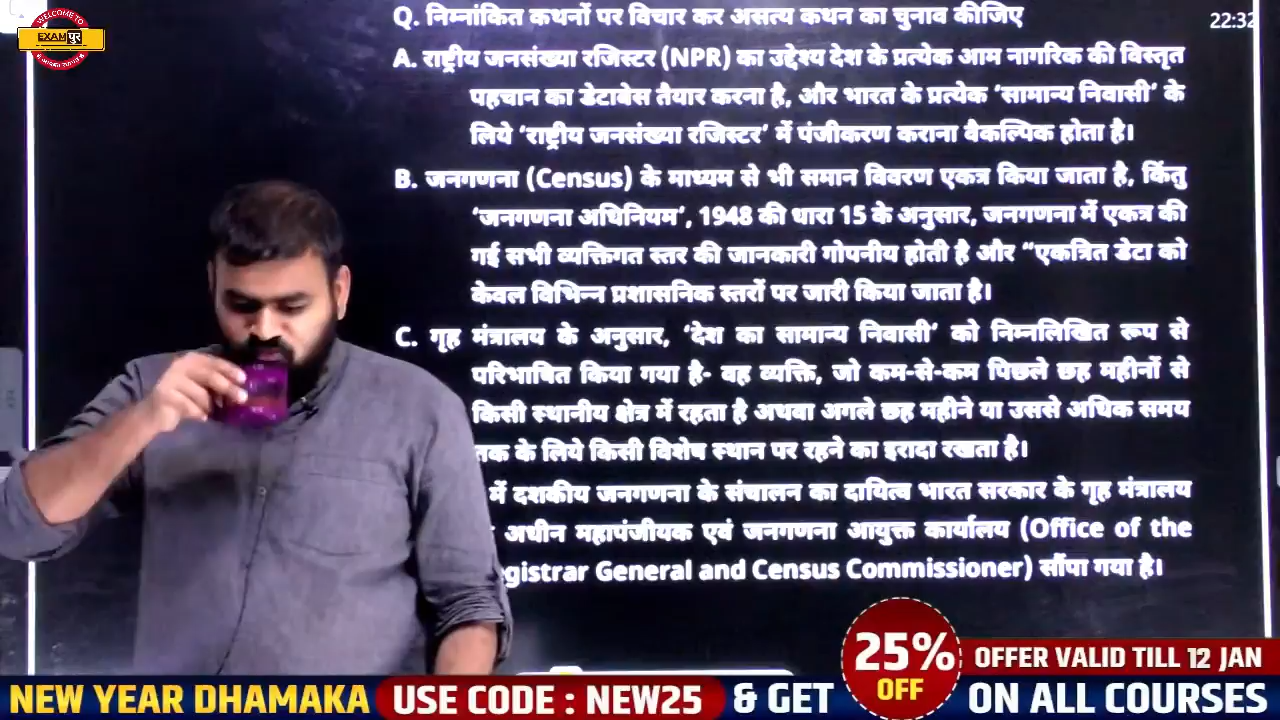 WELCOME TO
EXAMपुर
Q. निम्नांकित कथनों पर विचार कर असत्य कथन का चुनाव कीजिए
22:32
A. राष्ट्रीय जनसंख्या रजिस्टर (NPR) का उद्देश्य देश के प्रत्येक आम नागरिक की विस्तृत
पहचान का डेटाबेस तैयार करना है, और भारत के प्रत्येक ‘सामान्य निवासी’ के
लिये ‘राष्ट्रीय जनसंख्या रजिस्टर’ में पंजीकरण कराना वैकल्पिक होता है।
B. जनगणना (Census) के माध्यम से भी समान विवरण एकत्र किया जाता है, किंतु
‘जनगणना अधिनियम’, 1948 की धारा 15 के अनुसार, जनगणना में एकत्र की
गई सभी व्यक्तिगत स्तर की जानकारी गोपनीय होती है और “एकत्रित डेटा को
केवल विभिन्न प्रशासनिक स्तरों पर जारी किया जाता है।
C. गृह मंत्रालय के अनुसार, ‘देश का सामान्य निवासी’ को निम्नलिखित रूप से
परिभाषित किया गया है- वह व्यक्ति, जो कम-से-कम पिछले छह महीनों से
किसी स्थानीय क्षेत्र में रहता है अथवा अगले छह महीने या उससे अधिक समय
तक के लिये किसी विशेष स्थान पर रहने का इरादा रखता है।
में दशकीय जनगणना के संचालन का दायित्व भारत सरकार के गृह मंत्रालय
अधीन महापंजीयक एवं जनगणना आयुक्त कार्यालय (Office of the
egistrar General and Census Commissioner) सौंपा गया है।
NEW YEAR DHAMAKA USE CODE : NEW25 & GET 25% OFF ON ALL COURSES
OFFER VALID TILL 12 JAN